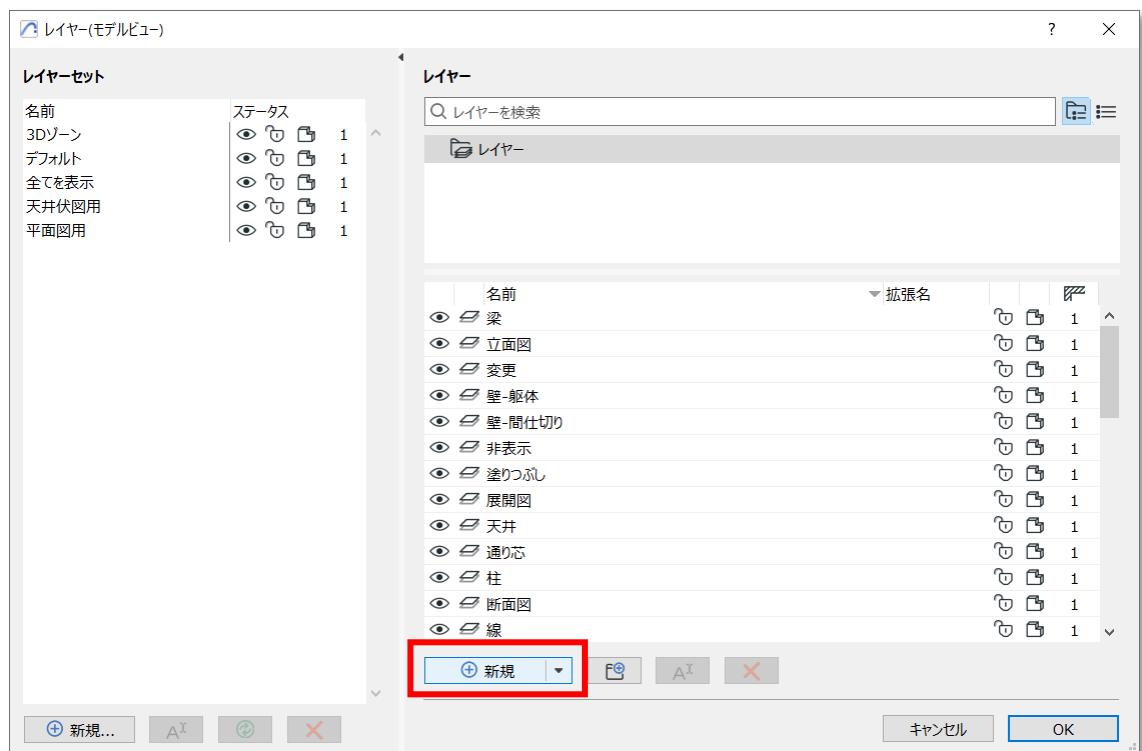 レイヤー(モデルビュー)
?
レイヤーセット
名前 ステータス
3Dゾーン 1
デフォルト 1
全てを表示 1
天井伏図用 1
平面図用 1
新規...
レイヤー
レイヤーを検索
レイヤー
名前 拡張名
梁 1
立面図 1
変更 1
壁-躯体 1
壁-間仕切り 1
非表示 1
塗りつぶし 1
展開図 1
天井 1
通り芯 1
柱 1
断面図 1
線 1
新規
キャンセル OK